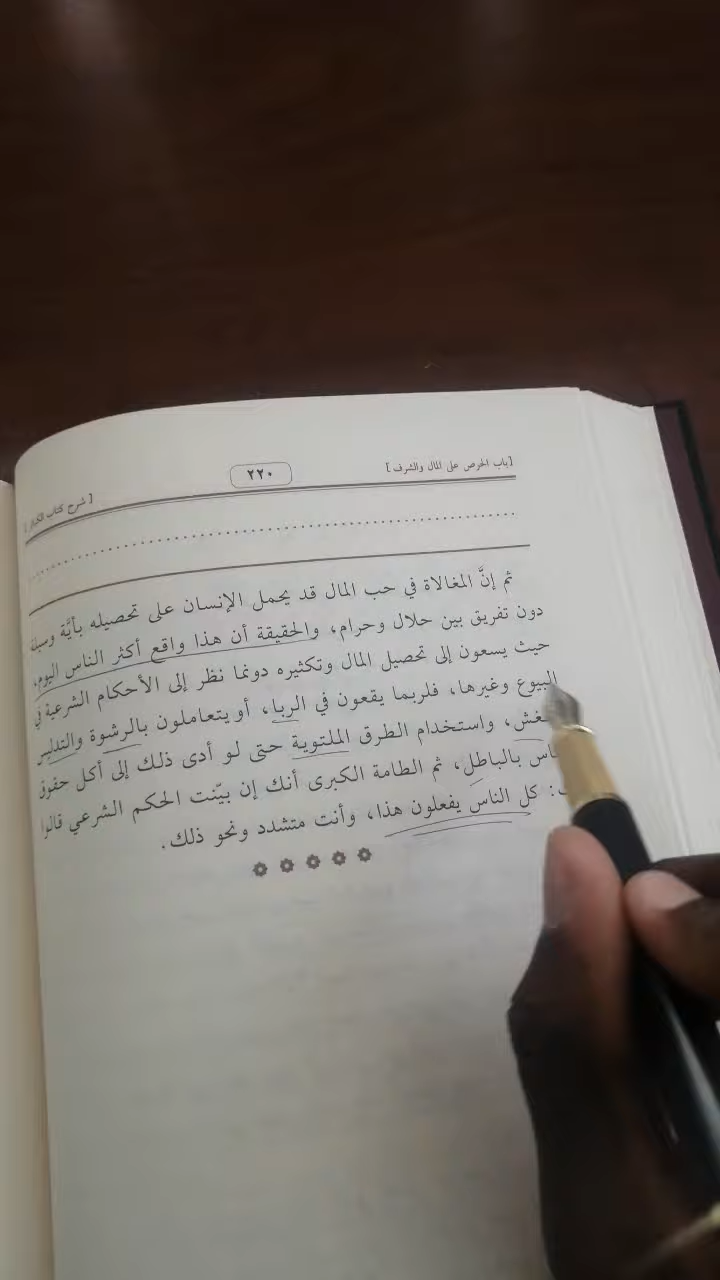 [باب الحرص على المال والشرف]
٢٢٠
[شرح كتاب الكبائر]
ثم إنَّ المغالاة في حب المال قد يحمل الإنسان على تحصيله بأيَّة وسيلة
دون تفريق بين حلال وحرام، والحقيقة أن هذا واقع أكثر الناس اليوم،
حيث يسعون إلى تحصيل المال وتكثيره دونما نظر إلى الأحكام الشرعية في
البيوع وغيرها، فلربما يقعون في الربا، أو يتعاملون بالرشوة والتدليس
واستخدام الطرق الملتوية حتى لو أدى ذلك إلى أكل حقوق
بالباطل، ثم الطامة الكبرى أنك إن بيّنت الحكم الشرعي قالوا
: كل الناس يفعلون هذا، وأنت متشدد ونحو ذلك.